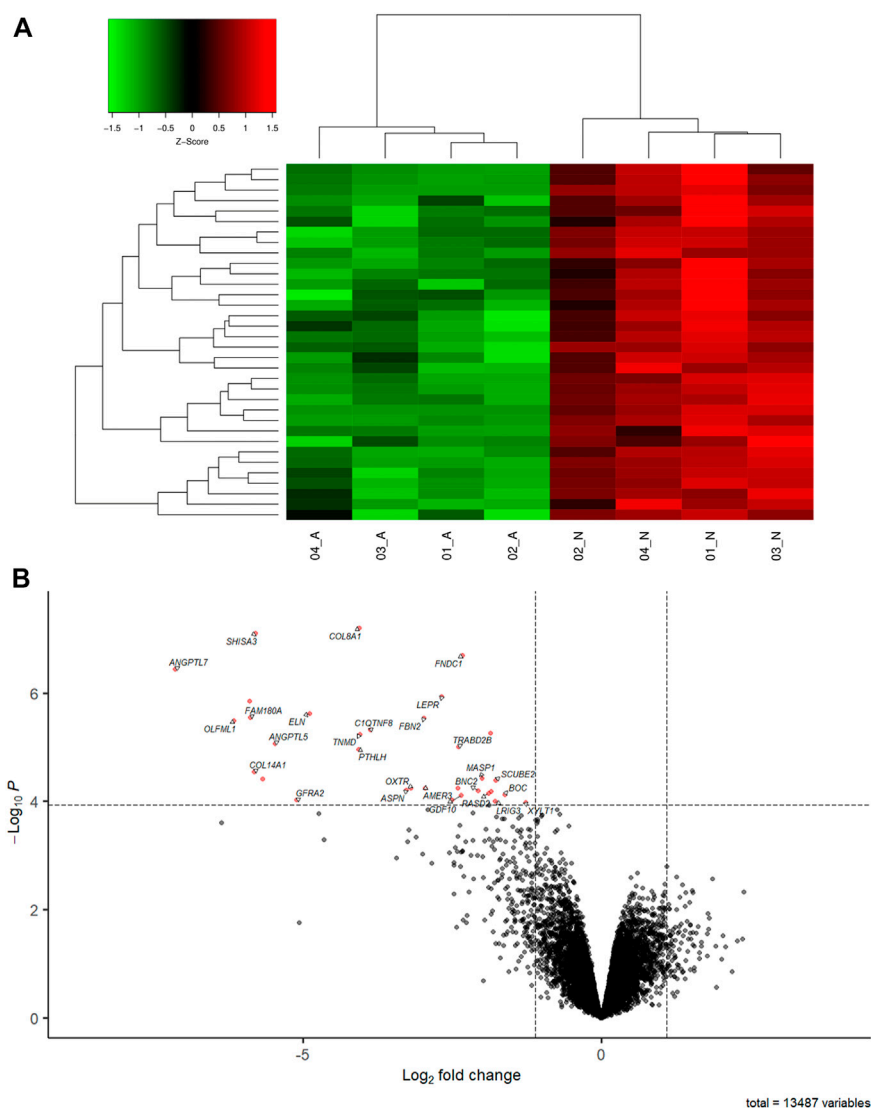 A
-1.5 -1 -0.5 0 0.5 1 1.5
Z-Score
04_A 03_A 01_A 02_A 02_N 04_N 01_N 03_N
B
COL8A1
SHISA3
FNDC1
ANGPTL7
LEPR
6
FAM180A
OLFML1
ELN
C1QTNF8
FBN2
ANGPTL5
TNMD
TRABD2B
PTHLH
COL14A1
MASP1
SCUBE2
OXTR
BNC2
BOC
GFRA2
ASPN
AMER3
4
GDF10
RASD2
LRIG3
XYLT1
2
0
-5 0
−Log10 P
Log2 fold change
total = 13487 variables